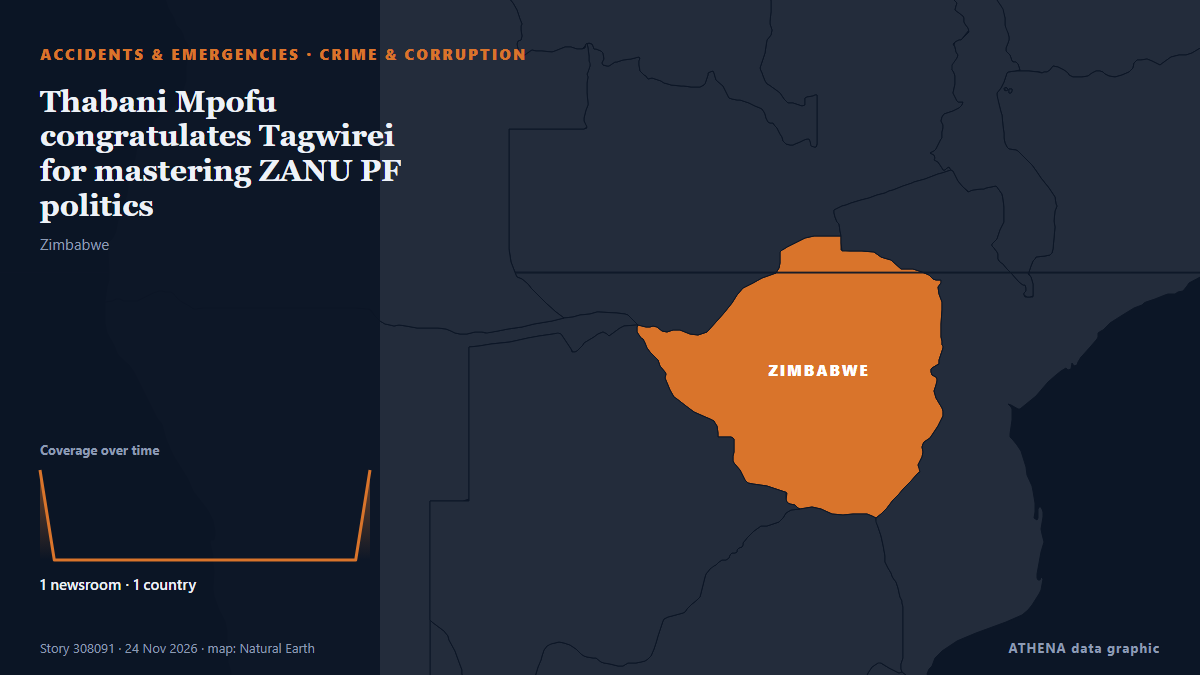 ACCIDENTS & EMERGENCIES · CRIME & CORRUPTION
Thabani Mpofu
congratulates Tagwirei
for mastering ZANU PF
politics
Zimbabwe
ZIMBABWE
Coverage over time
1 newsroom · 1 country
Story 308091 · 24 Nov 2026 · map: Natural Earth
ATHENA data graphic